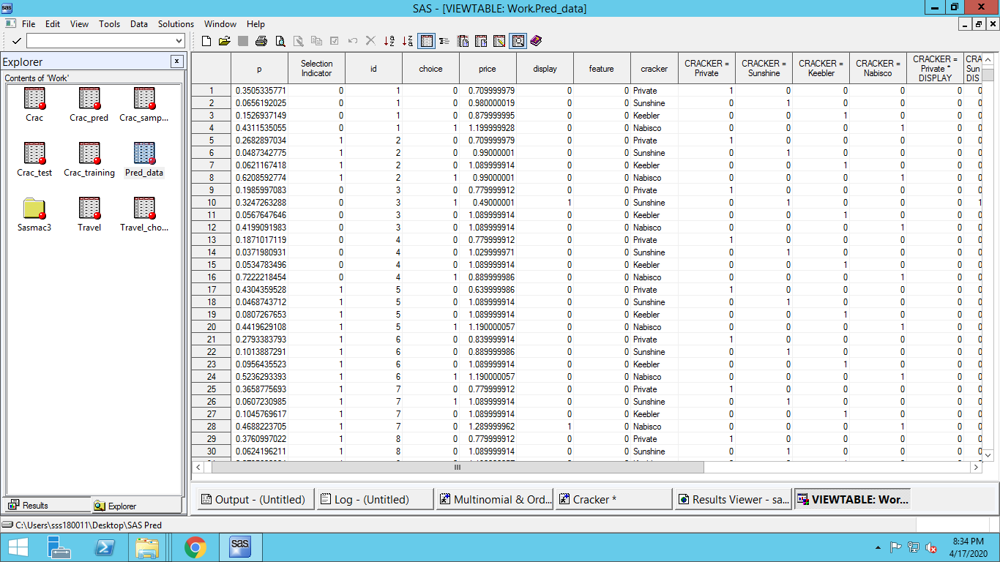 SAS - [VIEWTABLE: Work.Pred_data]
File Edit View Tools Data Solutions Window Help
Explorer
Contents of 'Work'
Crac Crac_pred Crac_samp...
Crac_test Crac_training Pred_data
Sasmac3 Travel Travel_cho...
Results Explorer
p Selection Indicator id choice price display feature cracker CRACKER = Private CRACKER = Sunshine CRACKER = Keebler CRACKER = Nabisco CRACKER = Private * DISPLAY CRA Sun DIS
1 0.3505335771 0 1 0 0.709999979 0 0 Private 1 0 0 0 0 0
2 0.0656192025 0 1 0 0.980000019 0 0 Sunshine 0 1 0 0 0 0
3 0.1526937149 0 1 0 0.879999995 0 0 Keebler 0 0 1 0 0 0
4 0.4311535055 0 1 1 1.199999928 0 0 Nabisco 0 0 0 1 0 0
5 0.2682897034 1 2 0 0.709999979 0 0 Private 1 0 0 0 0 0
6 0.0487342775 1 2 0 0.99000001 0 0 Sunshine 0 1 0 0 0 0
7 0.0621167418 1 2 0 1.089999914 0 0 Keebler 0 0 1 0 0 0
8 0.6208592774 1 2 1 0.99000001 0 0 Nabisco 0 0 0 1 0 0
9 0.1985997083 1 3 0 0.779999912 0 0 Private 1 0 0 0 0 0
10 0.3247263288 1 3 1 0.49000001 1 0 Sunshine 0 1 0 0 0 1
11 0.0567647646 1 3 0 1.089999914 0 0 Keebler 0 0 1 0 0 0
12 0.4199091983 1 3 0 1.089999914 0 0 Nabisco 0 0 0 1 0 0
13 0.1871017119 0 4 0 0.779999912 0 0 Private 1 0 0 0 0 0
14 0.0371980931 0 4 0 1.029999971 0 0 Sunshine 0 1 0 0 0 0
15 0.0534783496 0 4 0 1.089999914 0 0 Keebler 0 0 1 0 0 0
16 0.7222218454 0 4 1 0.889999986 0 0 Nabisco 0 0 0 1 0 0
17 0.4304359528 1 5 0 0.639999986 0 0 Private 1 0 0 0 0 0
18 0.0468743712 1 5 0 1.089999914 0 0 Sunshine 0 1 0 0 0 0
19 0.0807267653 1 5 0 1.089999914 0 0 Keebler 0 0 1 0 0 0
20 0.4419629108 1 5 1 1.190000057 0 0 Nabisco 0 0 0 1 0 0
21 0.2793383793 1 6 0 0.839999914 0 0 Private 1 0 0 0 0 0
22 0.1013887291 1 6 0 0.889999986 0 0 Sunshine 0 1 0 0 0 0
23 0.0956435523 1 6 0 1.089999914 0 0 Keebler 0 0 1 0 0 0
24 0.5236293393 1 6 1 1.190000057 0 0 Nabisco 0 0 0 1 0 0
25 0.3658775693 1 7 0 0.779999912 0 0 Private 1 0 0 0 0 0
26 0.0607230985 1 7 1 1.089999914 0 0 Sunshine 0 1 0 0 0 0
27 0.1045769617 1 7 0 1.089999914 0 0 Keebler 0 0 1 0 0 0
28 0.4688223705 1 7 0 1.289999962 1 0 Nabisco 0 0 0 1 0 0
29 0.3760997022 1 8 0 0.779999912 0 0 Private 1 0 0 0 0 0
30 0.0624196211 1 8 0 1.089999914 0 0 Sunshine 0 1 0 0 0 0
Output - (Untitled) Log - (Untitled) Multinomial & Ord... Cracker * Results Viewer - sa... VIEWTABLE: Wor...
C:\Users\sss180011\Desktop\SAS Pred
sas
8:34 PM
4/17/2020